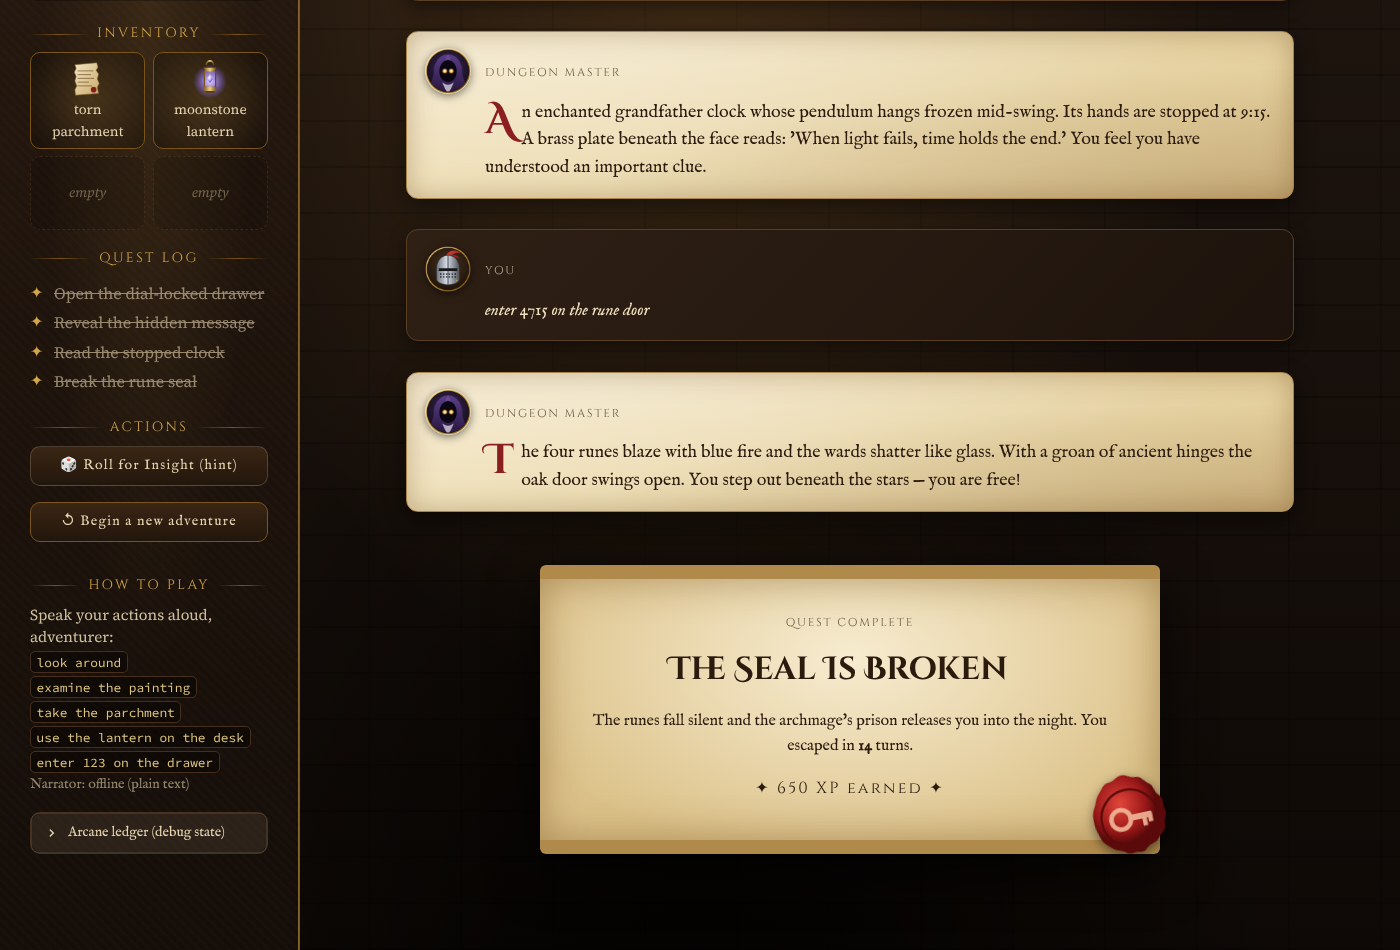 INVENTORY
torn
parchment
moonstone
lantern
empty
empty
QUEST LOG
Open the dial-locked drawer
Reveal the hidden message
Read the stopped clock
Break the rune seal
ACTIONS
Roll for Insight (hint)
Begin a new adventure
HOW TO PLAY
Speak your actions aloud,
adventurer:
look around
examine the painting
take the parchment
use the lantern on the desk
enter 123 on the drawer
Narrator: offline (plain text)
Arcane ledger (debug state)
DUNGEON MASTER
An enchanted grandfather clock whose pendulum hangs frozen mid-swing. Its hands are stopped at 9:15.
A brass plate beneath the face reads: 'When light fails, time holds the end.' You feel you have
understood an important clue.
YOU
enter 4715 on the rune door
DUNGEON MASTER
The four runes blaze with blue fire and the wards shatter like glass. With a groan of ancient hinges the
oak door swings open. You step out beneath the stars — you are free!
QUEST COMPLETE
THE SEAL IS BROKEN
The runes fall silent and the archmage's prison releases you into the night. You
escaped in 14 turns.
✦ 650 XP EARNED ✦